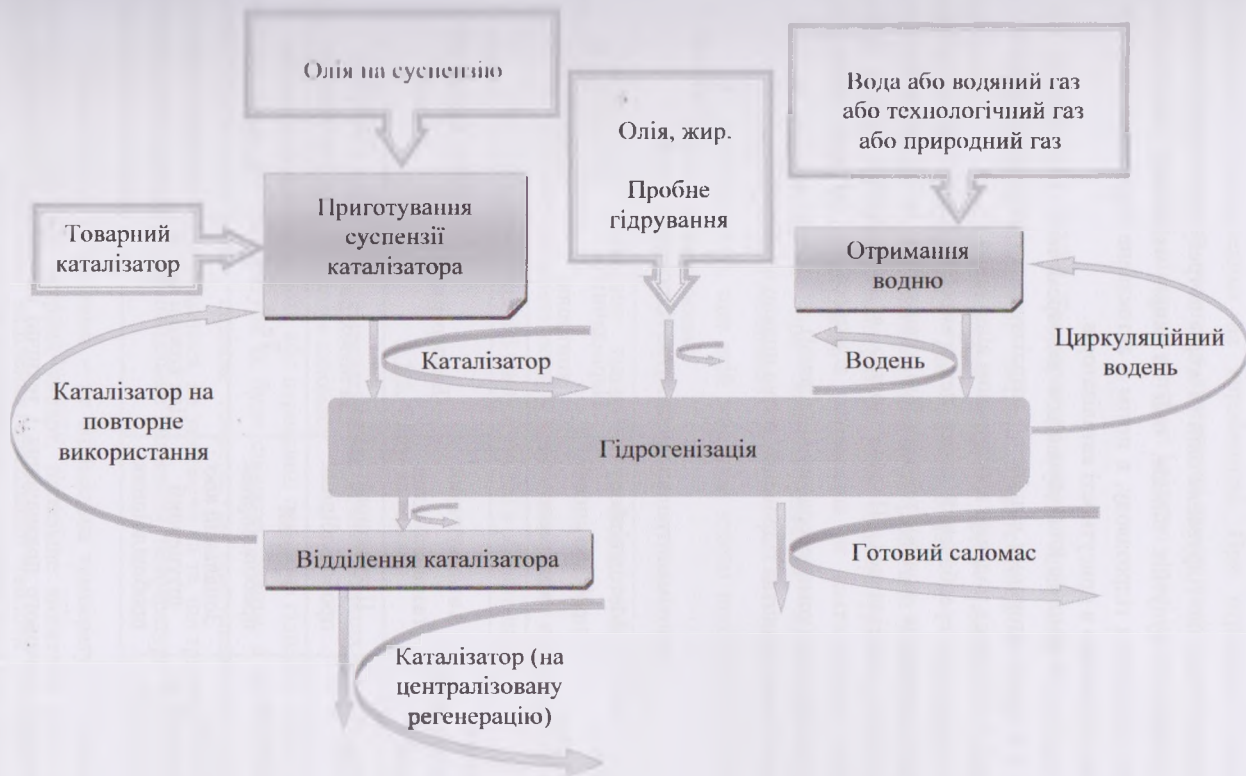 Олія на суспензію
Вода або водяний газ
або технологічний газ
або природний газ
Олія, жир.
Пробне
гідрування
Товарний
каталізатор
Приготування
суспензії
каталізатора
Отримання
водню
Каталізатор
Водень
Циркуляційний
водень
Каталізатор на
повторне
використання
Гідрогенізація
Відділення каталізатора
Готовий саломас
Каталізатор (на
централізовану
регенерацію)